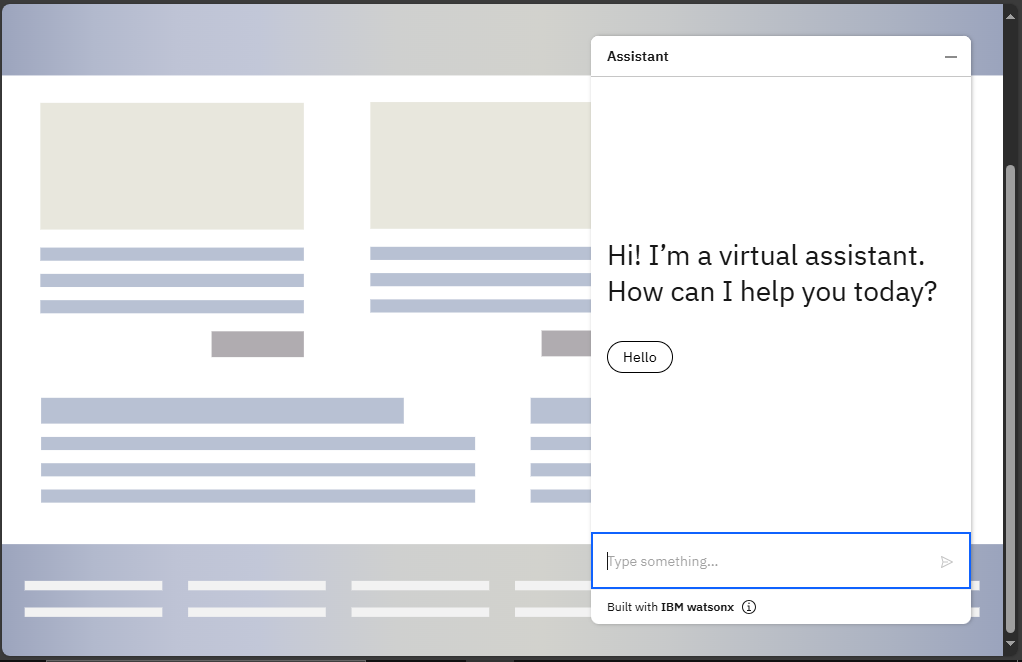 Assistant
Hi! I’m a virtual assistant.
How can I help you today?
Hello
Type something...
Built with IBM watsonx